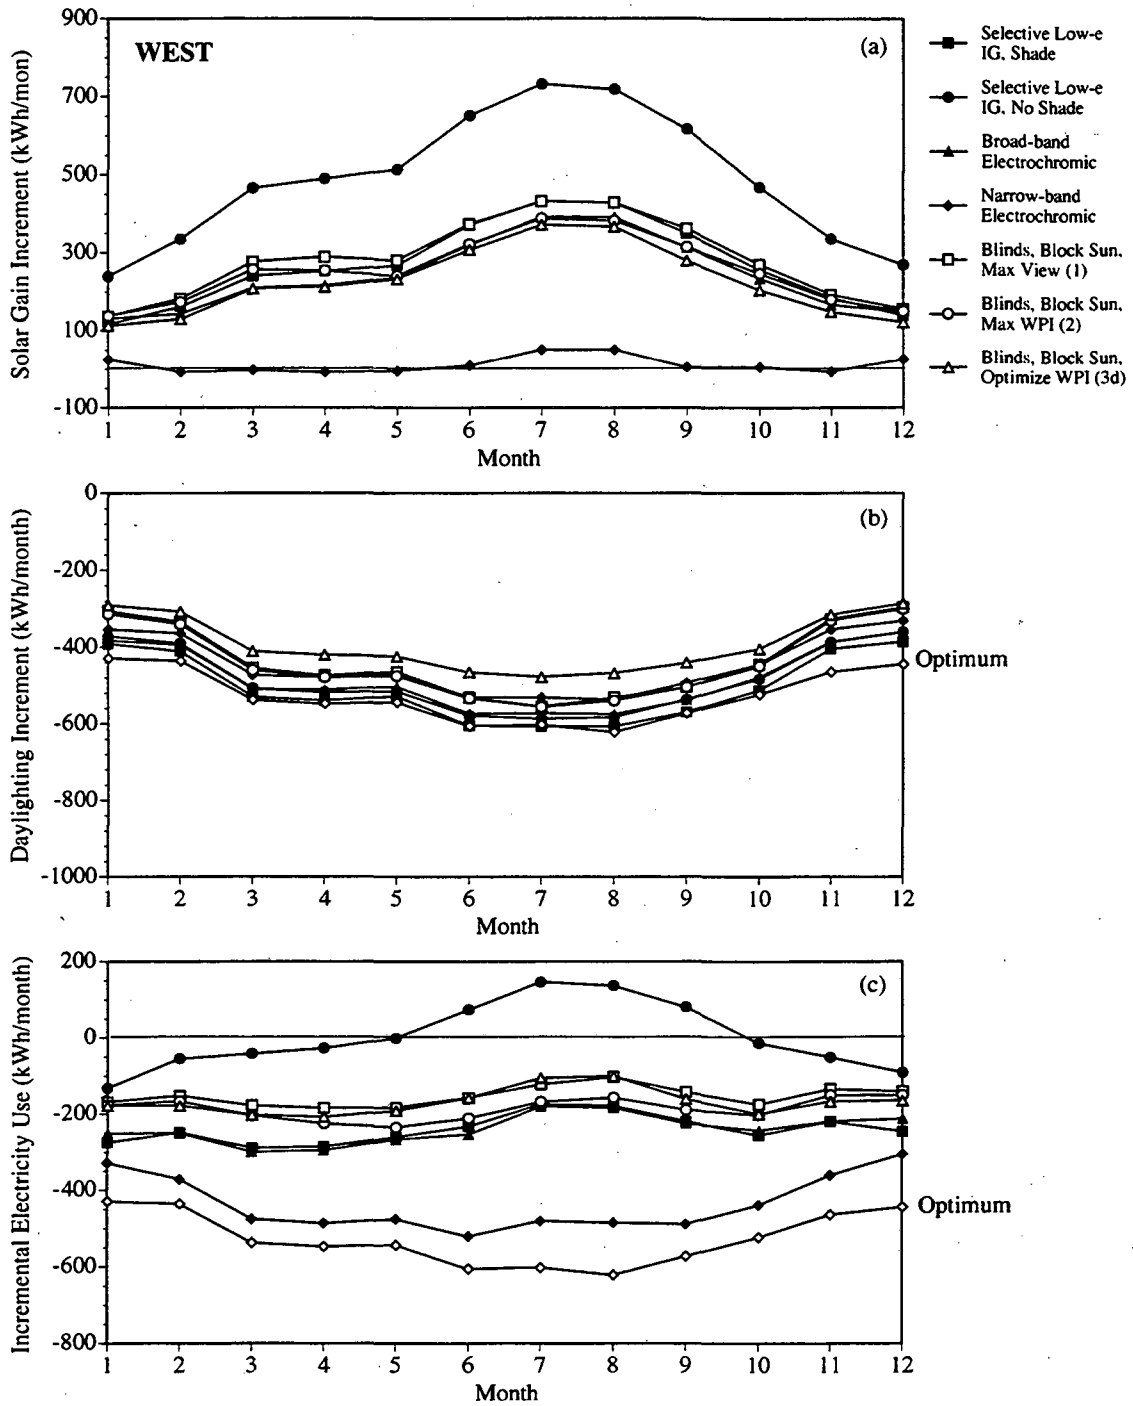 WEST
(a)
Solar Gain Increment (kWh/mon)
900
700
500
300
100
-100
1 2 3 4 5 6 7 8 9 10 11 12
Month
Selective Low-e
IG, Shade
Selective Low-e
IG, No Shade
Broad-band
Electrochromic
Narrow-band
Electrochromic
Blinds, Block Sun,
Max View (1)
Blinds, Block Sun,
Max WPI (2)
Blinds, Block Sun,
Optimize WPI (3d)
(b)
Daylighting Increment (kWh/month)
0
-200
-400
-600
-800
-1000
Optimum
1 2 3 4 5 6 7 8 9 10 11 12
Month
(c)
Incremental Electricity Use (kWh/month)
200
0
-200
-400
-600
-800
Optimum
1 2 3 4 5 6 7 8 9 10 11 12
Month